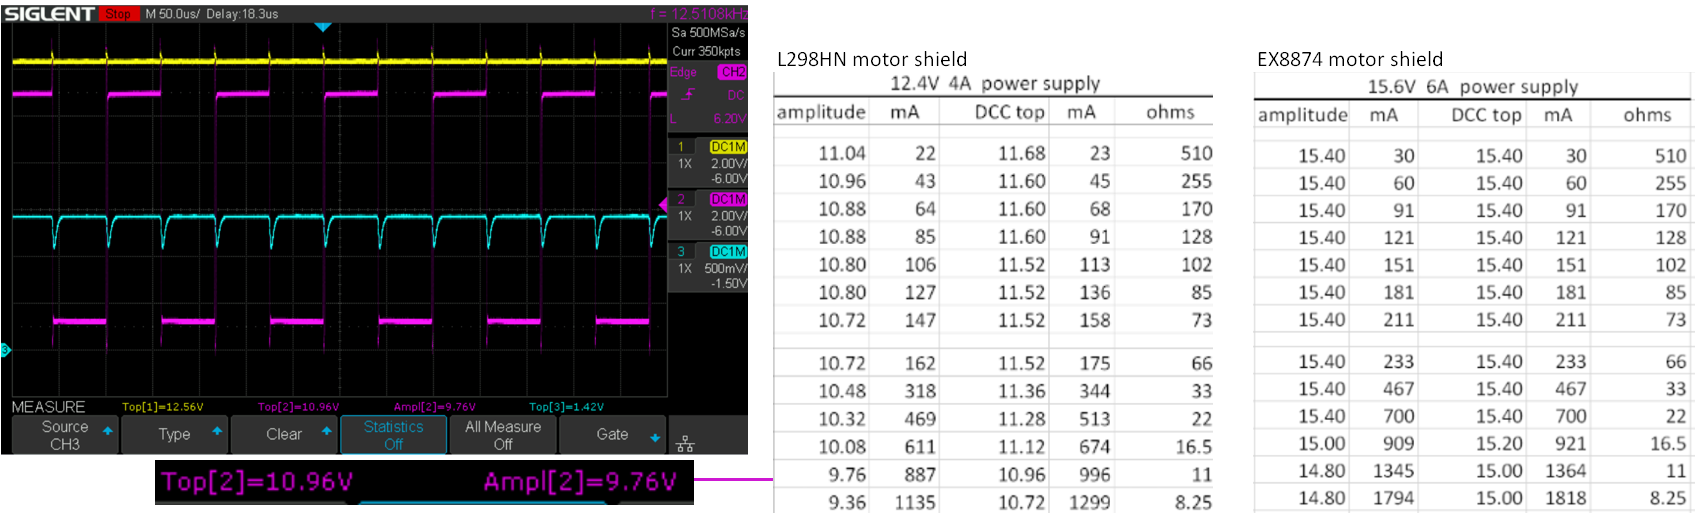 SIGLENT Stop M 50.0us/ Delay:18.3us f = 12.5108kHz
Sa 500MSa/s
Curr 350kpts
Edge CH2
DC
L 6.20V
1 DC1M
1X 2.00V/
-6.00V
2 DC1M
1X 2.00V/
-6.00V
3 DC1M
1X 500mV/
-1.50V
3
MEASURE Top[1]=12.56V Top[2]=10.96V Ampl[2]=9.76V Top[3]=1.42V
Source
CH3
Type
Clear
Statistics
Off
All Measure
Off
Gate
Top[2]=10.96V Ampl[2]=9.76V
L298HN motor shield
12.4V 4A power supply
amplitude mA DCC top mA ohms
11.04 22 11.68 23 510
10.96 43 11.60 45 255
10.88 64 11.60 68 170
10.88 85 11.60 91 128
10.80 106 11.52 113 102
10.80 127 11.52 136 85
10.72 147 11.52 158 73
10.72 162 11.52 175 66
10.48 318 11.36 344 33
10.32 469 11.28 513 22
10.08 611 11.12 674 16.5
9.76 887 10.96 996 11
9.36 1135 10.72 1299 8.25
EX8874 motor shield
15.6V 6A power supply
amplitude mA DCC top mA ohms
15.40 30 15.40 30 510
15.40 60 15.40 60 255
15.40 91 15.40 91 170
15.40 121 15.40 121 128
15.40 151 15.40 151 102
15.40 181 15.40 181 85
15.40 211 15.40 211 73
15.40 233 15.40 233 66
15.40 467 15.40 467 33
15.40 700 15.40 700 22
15.00 909 15.20 921 16.5
14.80 1345 15.00 1364 11
14.80 1794 15.00 1818 8.25